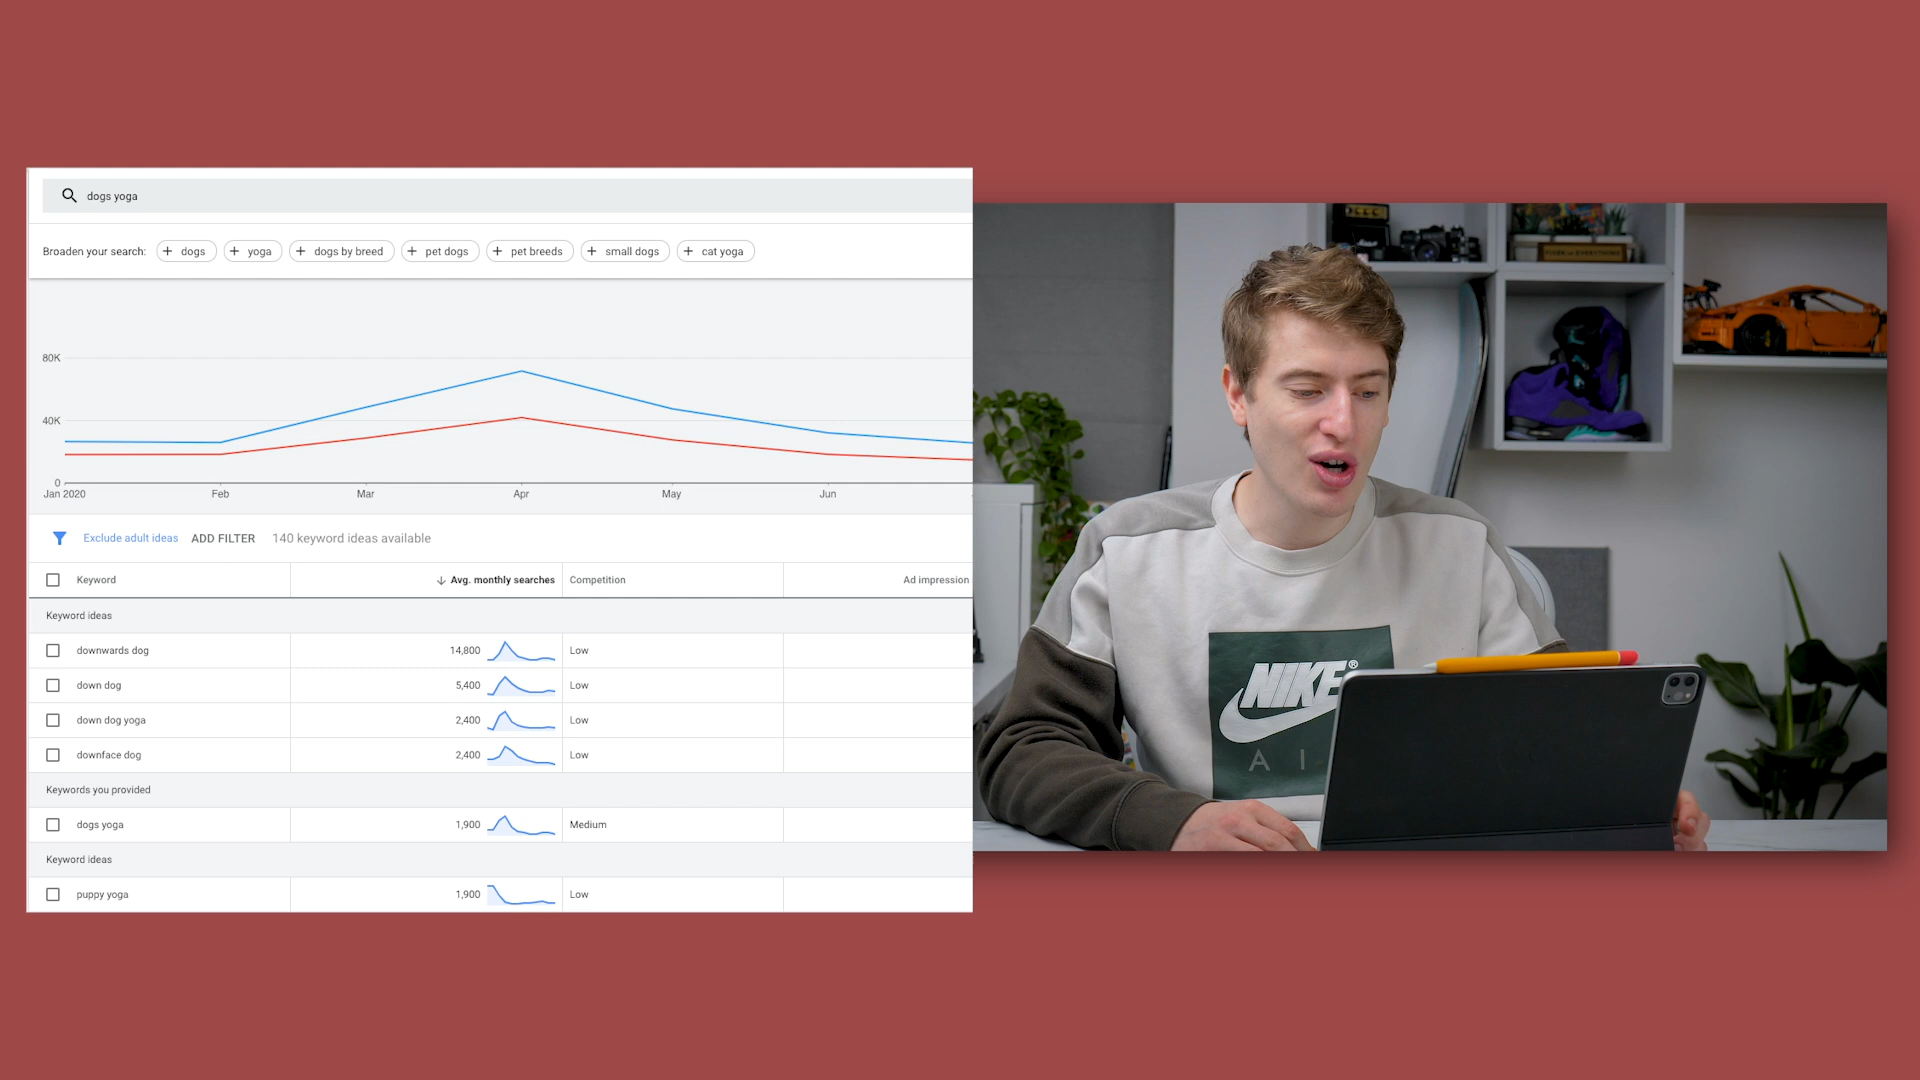 dogs yoga
Broaden your search: dogs yoga dogs by breed pet dogs pet breeds small dogs cat yoga
80K
40K
0
Jan 2020 Feb Mar Apr May Jun
Exclude adult ideas ADD FILTER 140 keyword ideas available
Keyword Avg. monthly searches Competition Ad impression
Keyword ideas
downwards dog 14,800 Low
down dog 5,400 Low
down dog yoga 2,400 Low
downface dog 2,400 Low
Keywords you provided
dogs yoga 1,900 Medium
Keyword ideas
puppy yoga 1,900 Low
NIKE®
AI